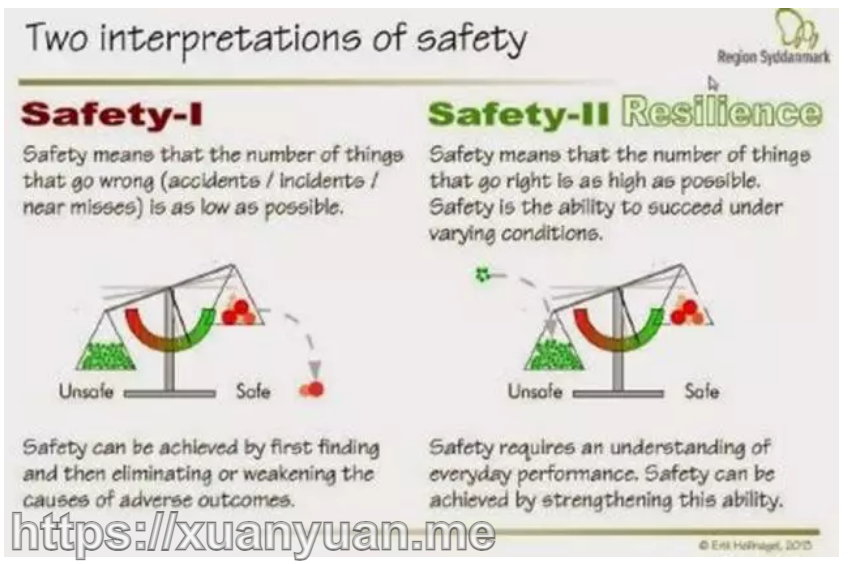 Two interpretations of safety
Region Syddanmark
Safety-I
Safety means that the number of things
that go wrong (accidents / incidents /
near misses) is as low as possible.
Unsafe
Safe
Safety can be achieved by first finding
and then eliminating or weakening the
causes of adverse outcomes.
Safety-II Resilience
Safety means that the number of things
that go right is as high as possible.
Safety is the ability to succeed under
varying conditions.
Unsafe
Safe
Safety requires an understanding of
everyday performance. Safety can be
achieved by strengthening this ability.
https://xuanyuan.me
© Erik Hollnagel, 2013